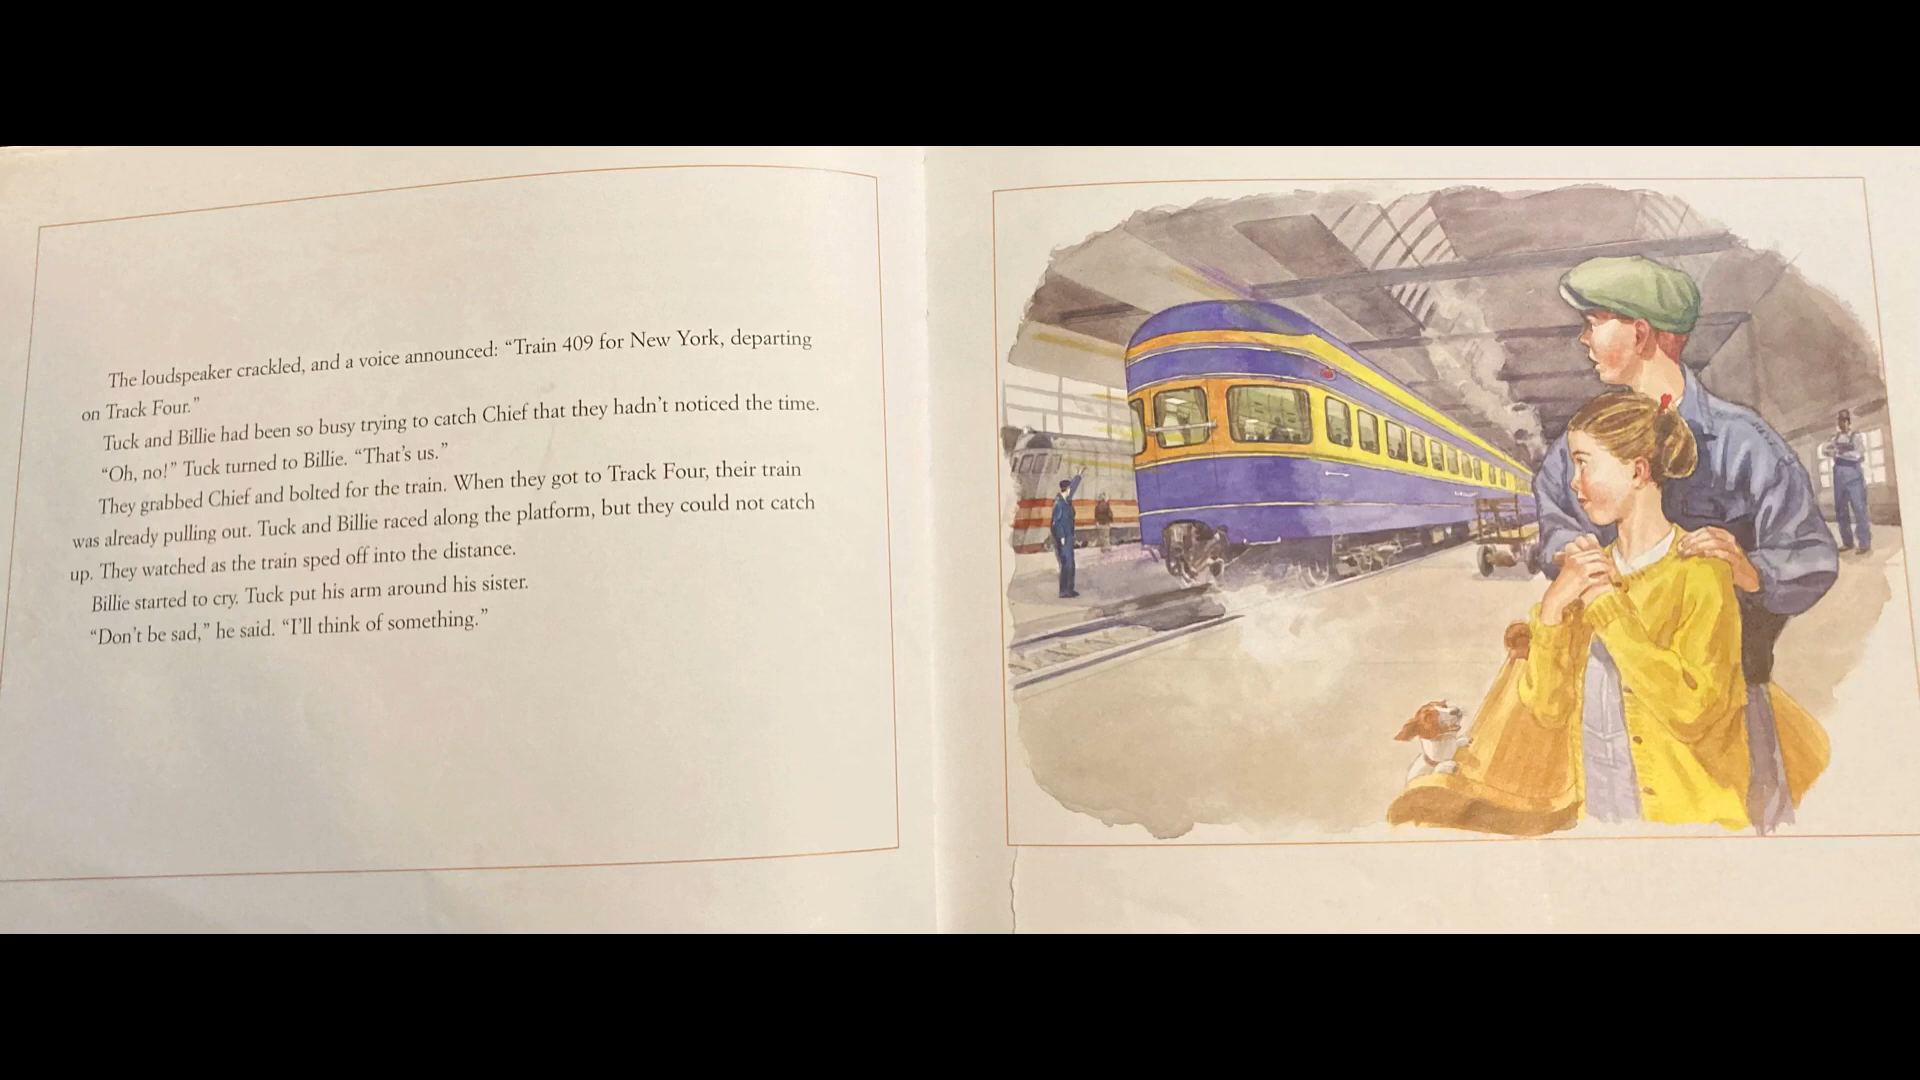 The loudspeaker crackled, and a voice announced: “Train 409 for New York, departing
on Track Four.”
Tuck and Billie had been so busy trying to catch Chief that they hadn’t noticed the time.
“Oh, no!” Tuck turned to Billie. “That’s us.”
They grabbed Chief and bolted for the train. When they got to Track Four, their train
was already pulling out. Tuck and Billie raced along the platform, but they could not catch
up. They watched as the train sped off into the distance.
Billie started to cry. Tuck put his arm around his sister.
“Don’t be sad,” he said. “I’ll think of something.”